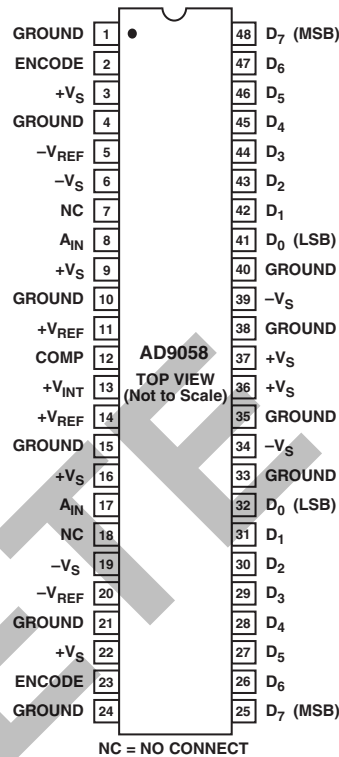 GROUND 1 48 D7 (MSB)
ENCODE 2 47 D6
+VS 3 46 D5
GROUND 4 45 D4
–VREF 5 44 D3
–VS 6 43 D2
NC 7 42 D1
AIN 8 41 D0 (LSB)
+VS 9 40 GROUND
GROUND 10 39 –VS
+VREF 11 38 GROUND
COMP 12 AD9058 37 +VS
+VINT 13 TOP VIEW 36 +VS
+VREF 14 (Not to Scale) 35 GROUND
GROUND 15 34 –VS
+VS 16 33 GROUND
AIN 17 32 D0 (LSB)
NC 18 31 D1
–VS 19 30 D2
–VREF 20 29 D3
GROUND 21 28 D4
+VS 22 27 D5
ENCODE 23 26 D6
GROUND 24 25 D7 (MSB)
NC = NO CONNECT